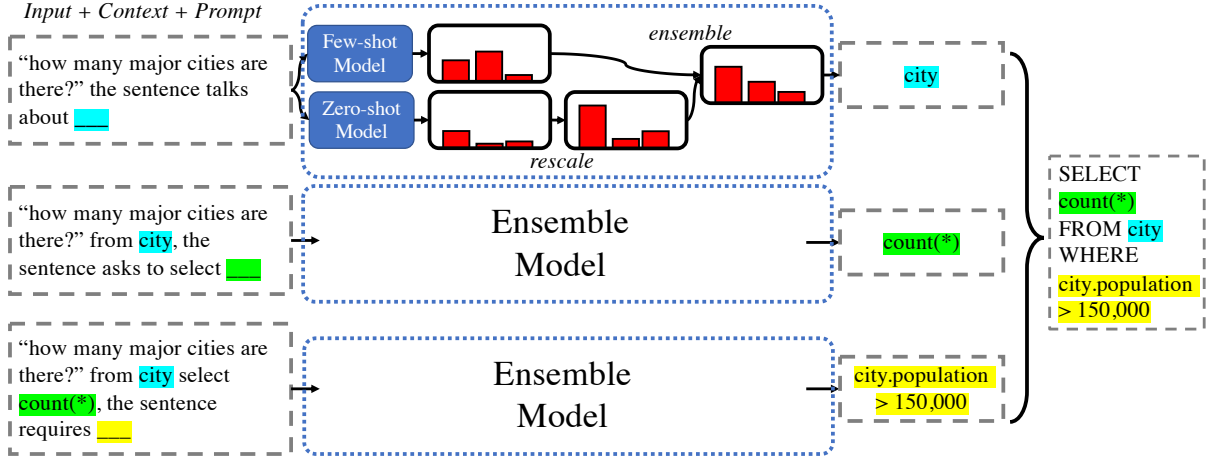 Input + Context + Prompt
“how many major cities are
there?” the sentence talks
about ___
Few-shot
Model
Zero-shot
Model
ensemble
rescale
city
“how many major cities are
there?” from city, the
sentence asks to select ___
Ensemble
Model
count(*)
“how many major cities are
there?” from city select
count(*), the sentence
requires ___
Ensemble
Model
city.population
> 150,000
SELECT
count(*)
FROM city
WHERE
city.population
> 150,000